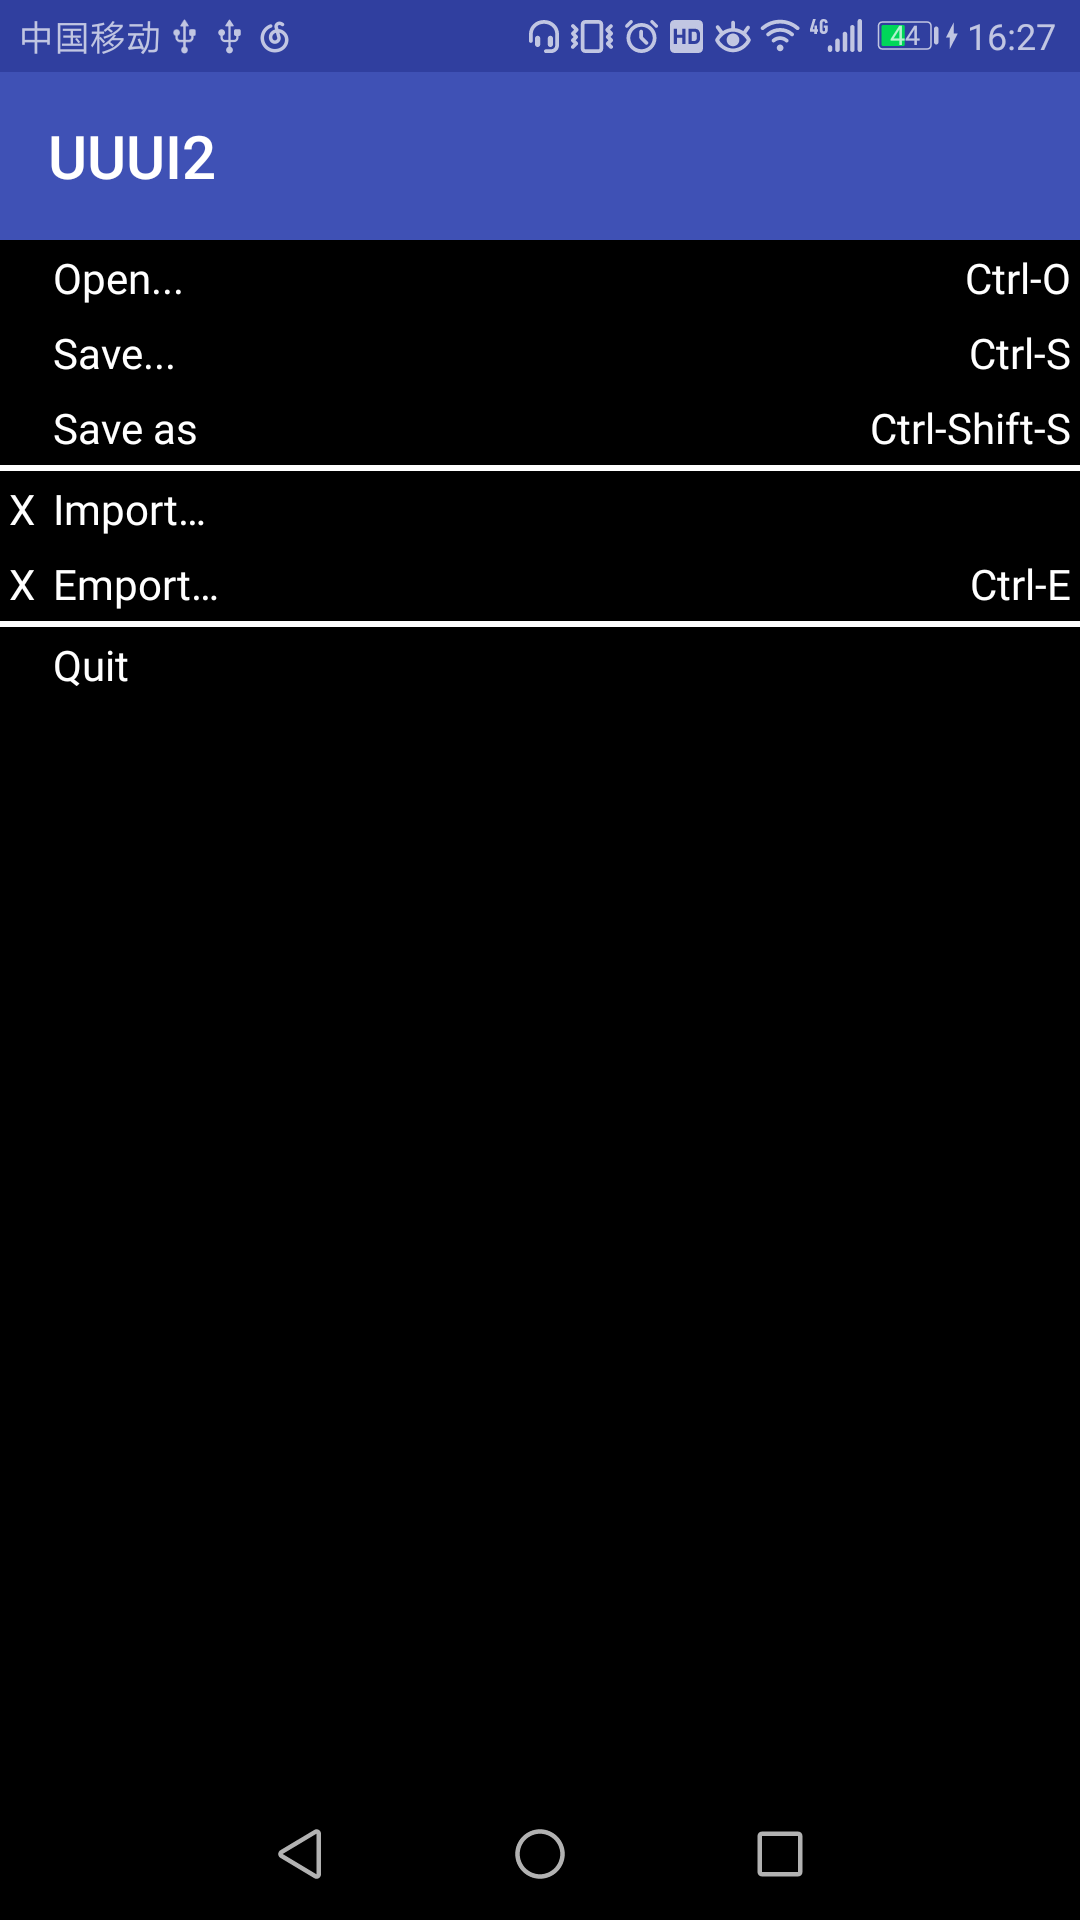 中国移动 HD 4G 44 16:27
UUUI2
Open... Ctrl-O
Save... Ctrl-S
Save as Ctrl-Shift-S
X Import...
X Emport... Ctrl-E
Quit